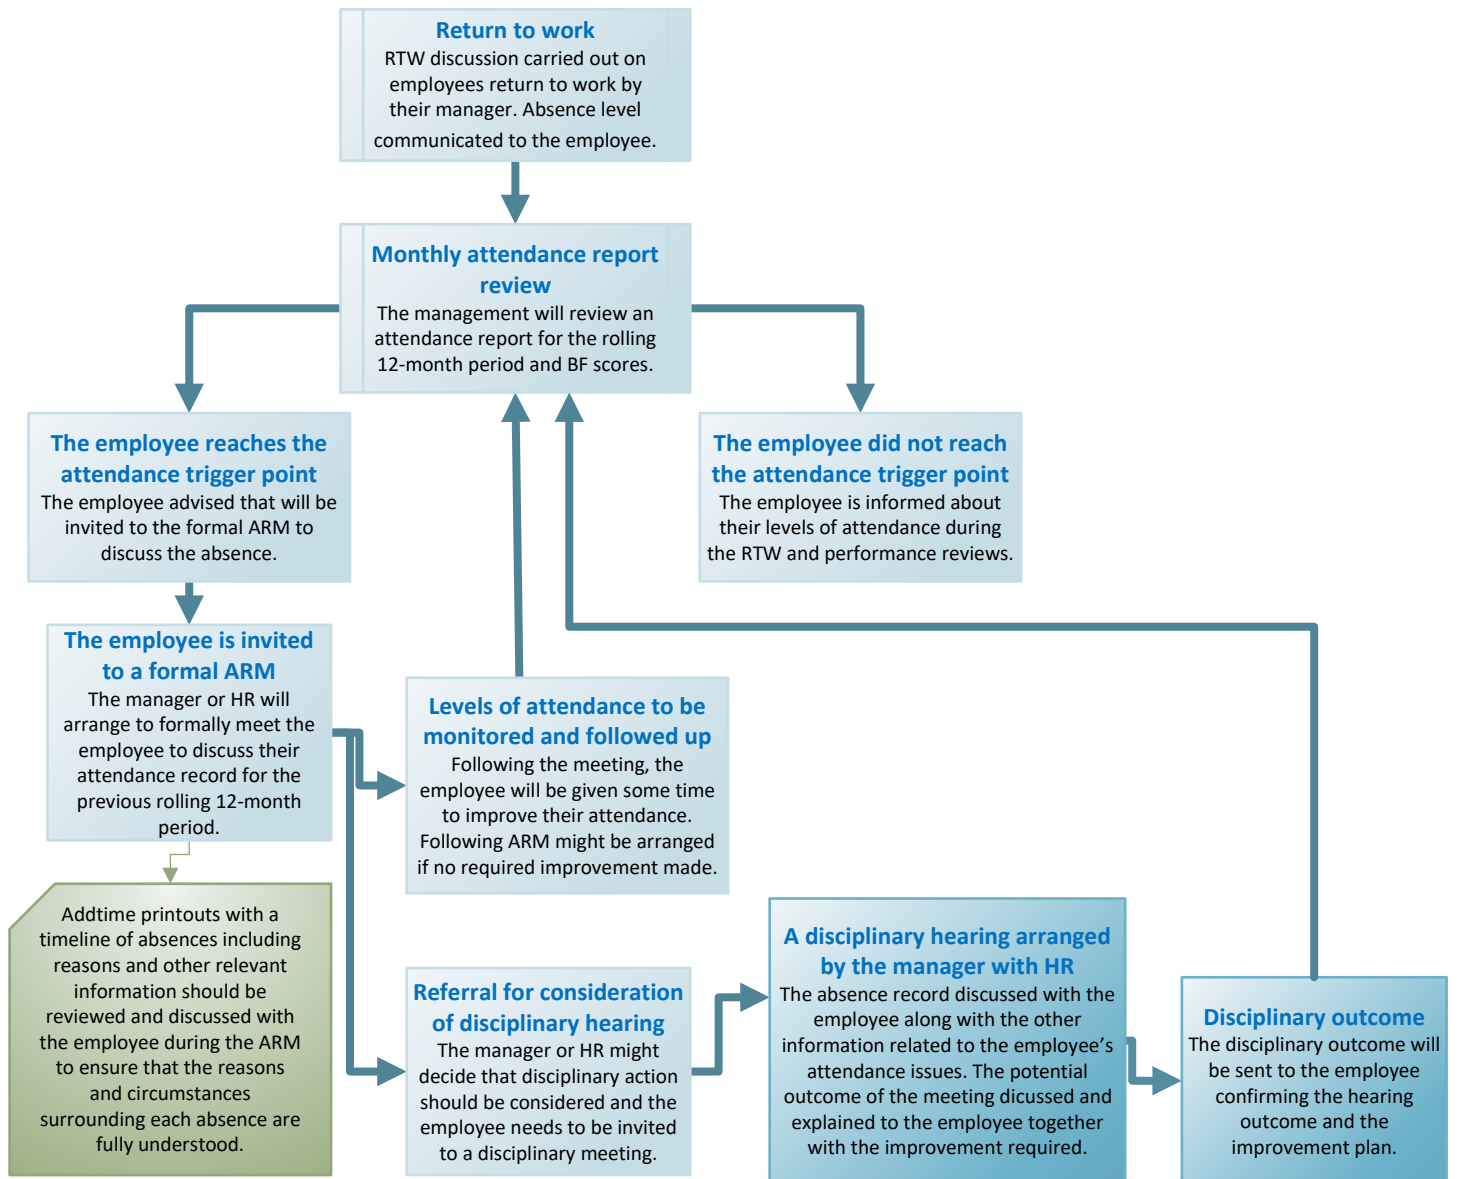 Return to work
RTW discussion carried out on
employees return to work by
their manager. Absence level
communicated to the employee.
Monthly attendance report
review
The management will review an
attendance report for the rolling
12-month period and BF scores.
The employee reaches the
attendance trigger point
The employee advised that will be
invited to the formal ARM to
discuss the absence.
The employee did not reach
the attendance trigger point
The employee is informed about
their levels of attendance during
the RTW and performance reviews.
The employee is invited
to a formal ARM
The manager or HR will
arrange to formally meet the
employee to discuss their
attendance record for the
previous rolling 12-month
period.
Levels of attendance to be
monitored and followed up
Following the meeting, the
employee will be given some time
to improve their attendance.
Following ARM might be arranged
if no required improvement made.
Addtime printouts with a
timeline of absences including
reasons and other relevant
information should be
reviewed and discussed with
the employee during the ARM
to ensure that the reasons
and circumstances
surrounding each absence are
fully understood.
Referral for consideration
of disciplinary hearing
The manager or HR might
decide that disciplinary action
should be considered and the
employee needs to be invited
to a disciplinary meeting.
A disciplinary hearing arranged
by the manager with HR
The absence record discussed with the
employee along with the other
information related to the employee's
attendance issues. The potential
outcome of the meeting dicussed and
explained to the employee together
with the improvement required.
Disciplinary outcome
The disciplinary outcome will
be sent to the employee
confirming the hearing
outcome and the
improvement plan.